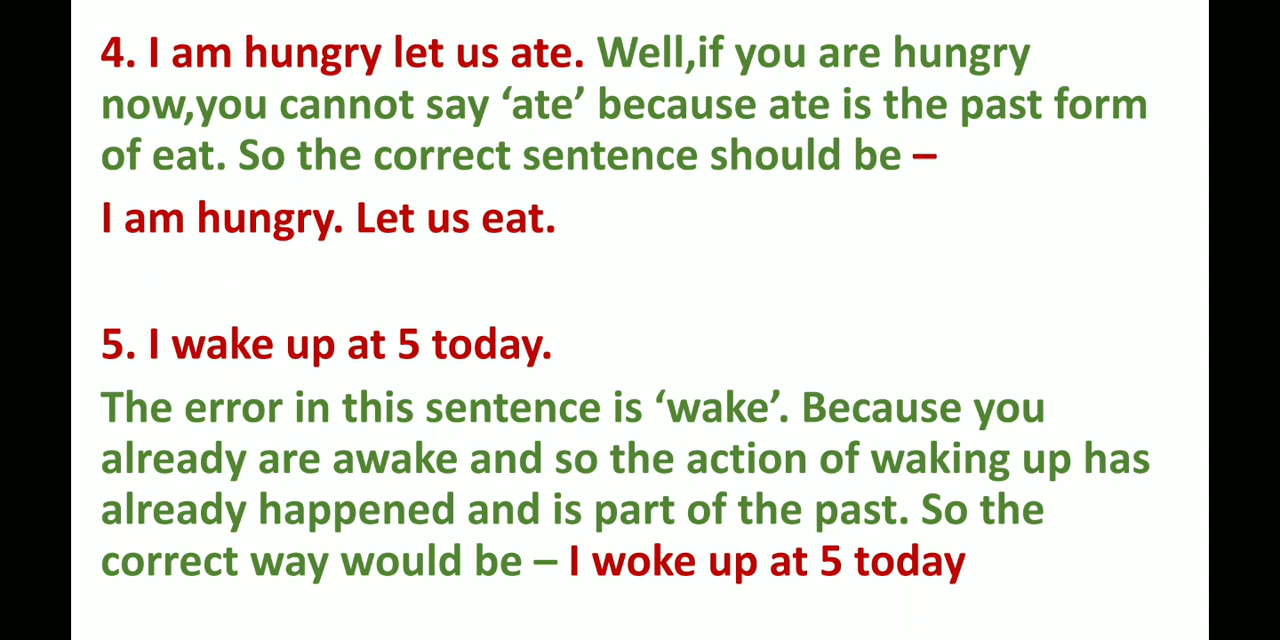 4. I am hungry let us ate. Well,if you are hungry
now,you cannot say ‘ate’ because ate is the past form
of eat. So the correct sentence should be –
I am hungry. Let us eat.
5. I wake up at 5 today.
The error in this sentence is ‘wake’. Because you
already are awake and so the action of waking up has
already happened and is part of the past. So the
correct way would be – I woke up at 5 today